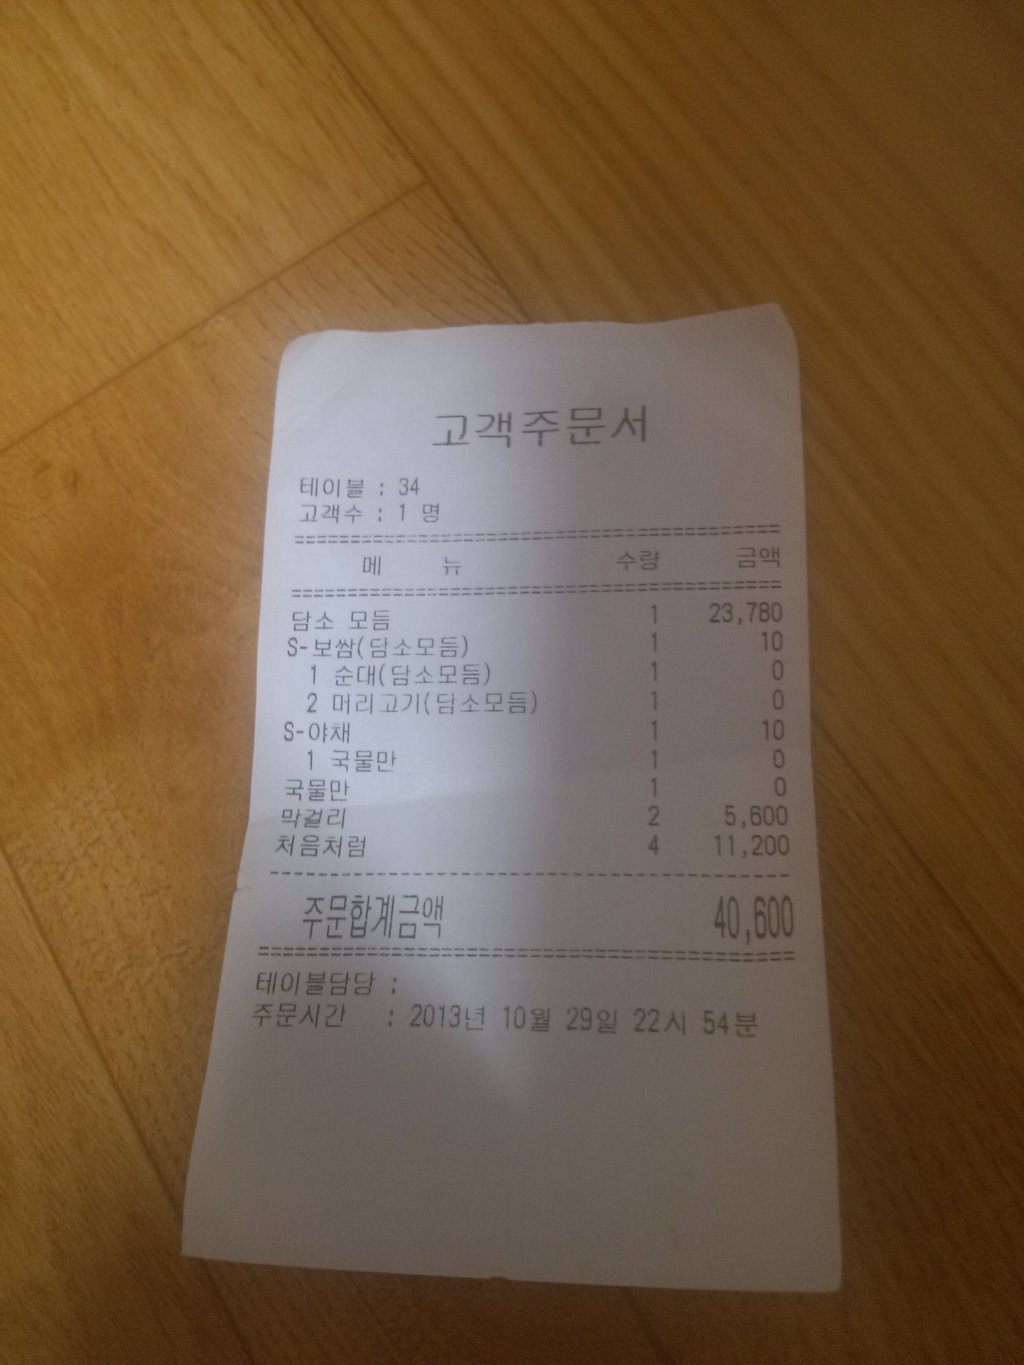 고객주문서
테이블 : 34
고객수 : 1 명
메 뉴 수량 금액
담소 모듬 1 23,780
S-보쌈(담소모듬) 1 10
1 순대(담소모듬) 1 0
2 머리고기(담소모듬) 1 0
S-야채 1 10
1 국물만 1 0
국물만 1 0
막걸리 2 5,600
처음처럼 4 11,200
주문합계금액 40,600
테이블담당 :
주문시간 : 2013년 10월 29일 22시 54분